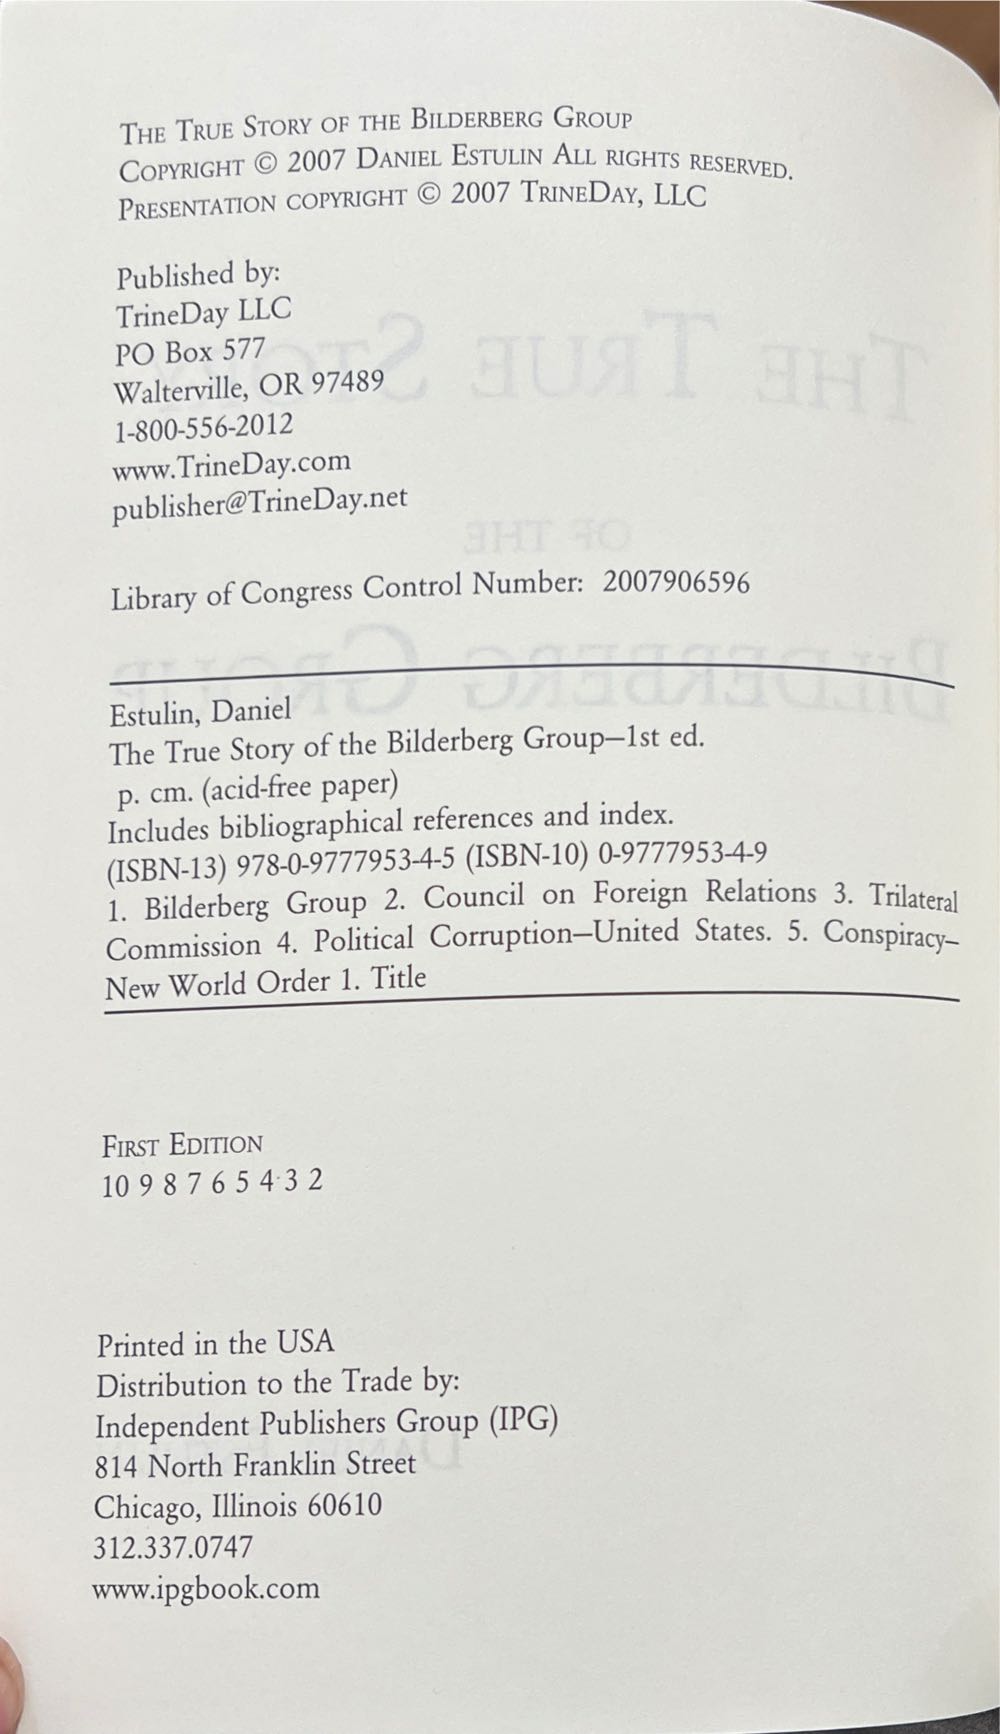 THE TRUE STORY OF THE BILDERBERG GROUP
COPYRIGHT © 2007 DANIEL ESTULIN ALL RIGHTS RESERVED.
PRESENTATION COPYRIGHT © 2007 TRINEDAY, LLC
Published by:
TrineDay LLC
PO Box 577
Walterville, OR 97489
1-800-556-2012
www.TrineDay.com
publisher@TrineDay.net
Library of Congress Control Number: 2007906596
Estulin, Daniel
The True Story of the Bilderberg Group—1st ed.
p. cm. (acid-free paper)
Includes bibliographical references and index.
(ISBN-13) 978-0-9777953-4-5 (ISBN-10) 0-9777953-4-9
1. Bilderberg Group 2. Council on Foreign Relations 3. Trilateral
Commission 4. Political Corruption—United States. 5. Conspiracy—
New World Order 1. Title
FIRST EDITION
10 9 8 7 6 5 4 3 2
Printed in the USA
Distribution to the Trade by:
Independent Publishers Group (IPG)
814 North Franklin Street
Chicago, Illinois 60610
312.337.0747
www.ipgbook.com